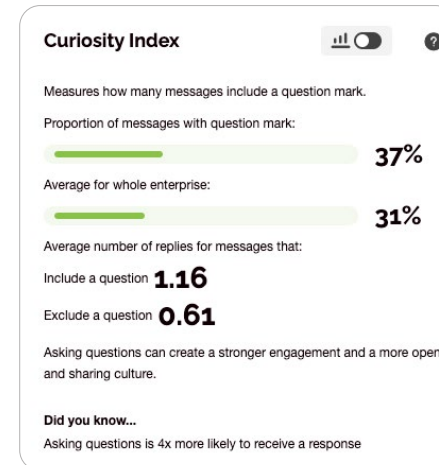 Curiosity Index
?
Measures how many messages include a question mark.
Proportion of messages with question mark:
37%
Average for whole enterprise:
31%
Average number of replies for messages that:
Include a question 1.16
Exclude a question 0.61
Asking questions can create a stronger engagement and a more open
and sharing culture.
Did you know...
Asking questions is 4x more likely to receive a response